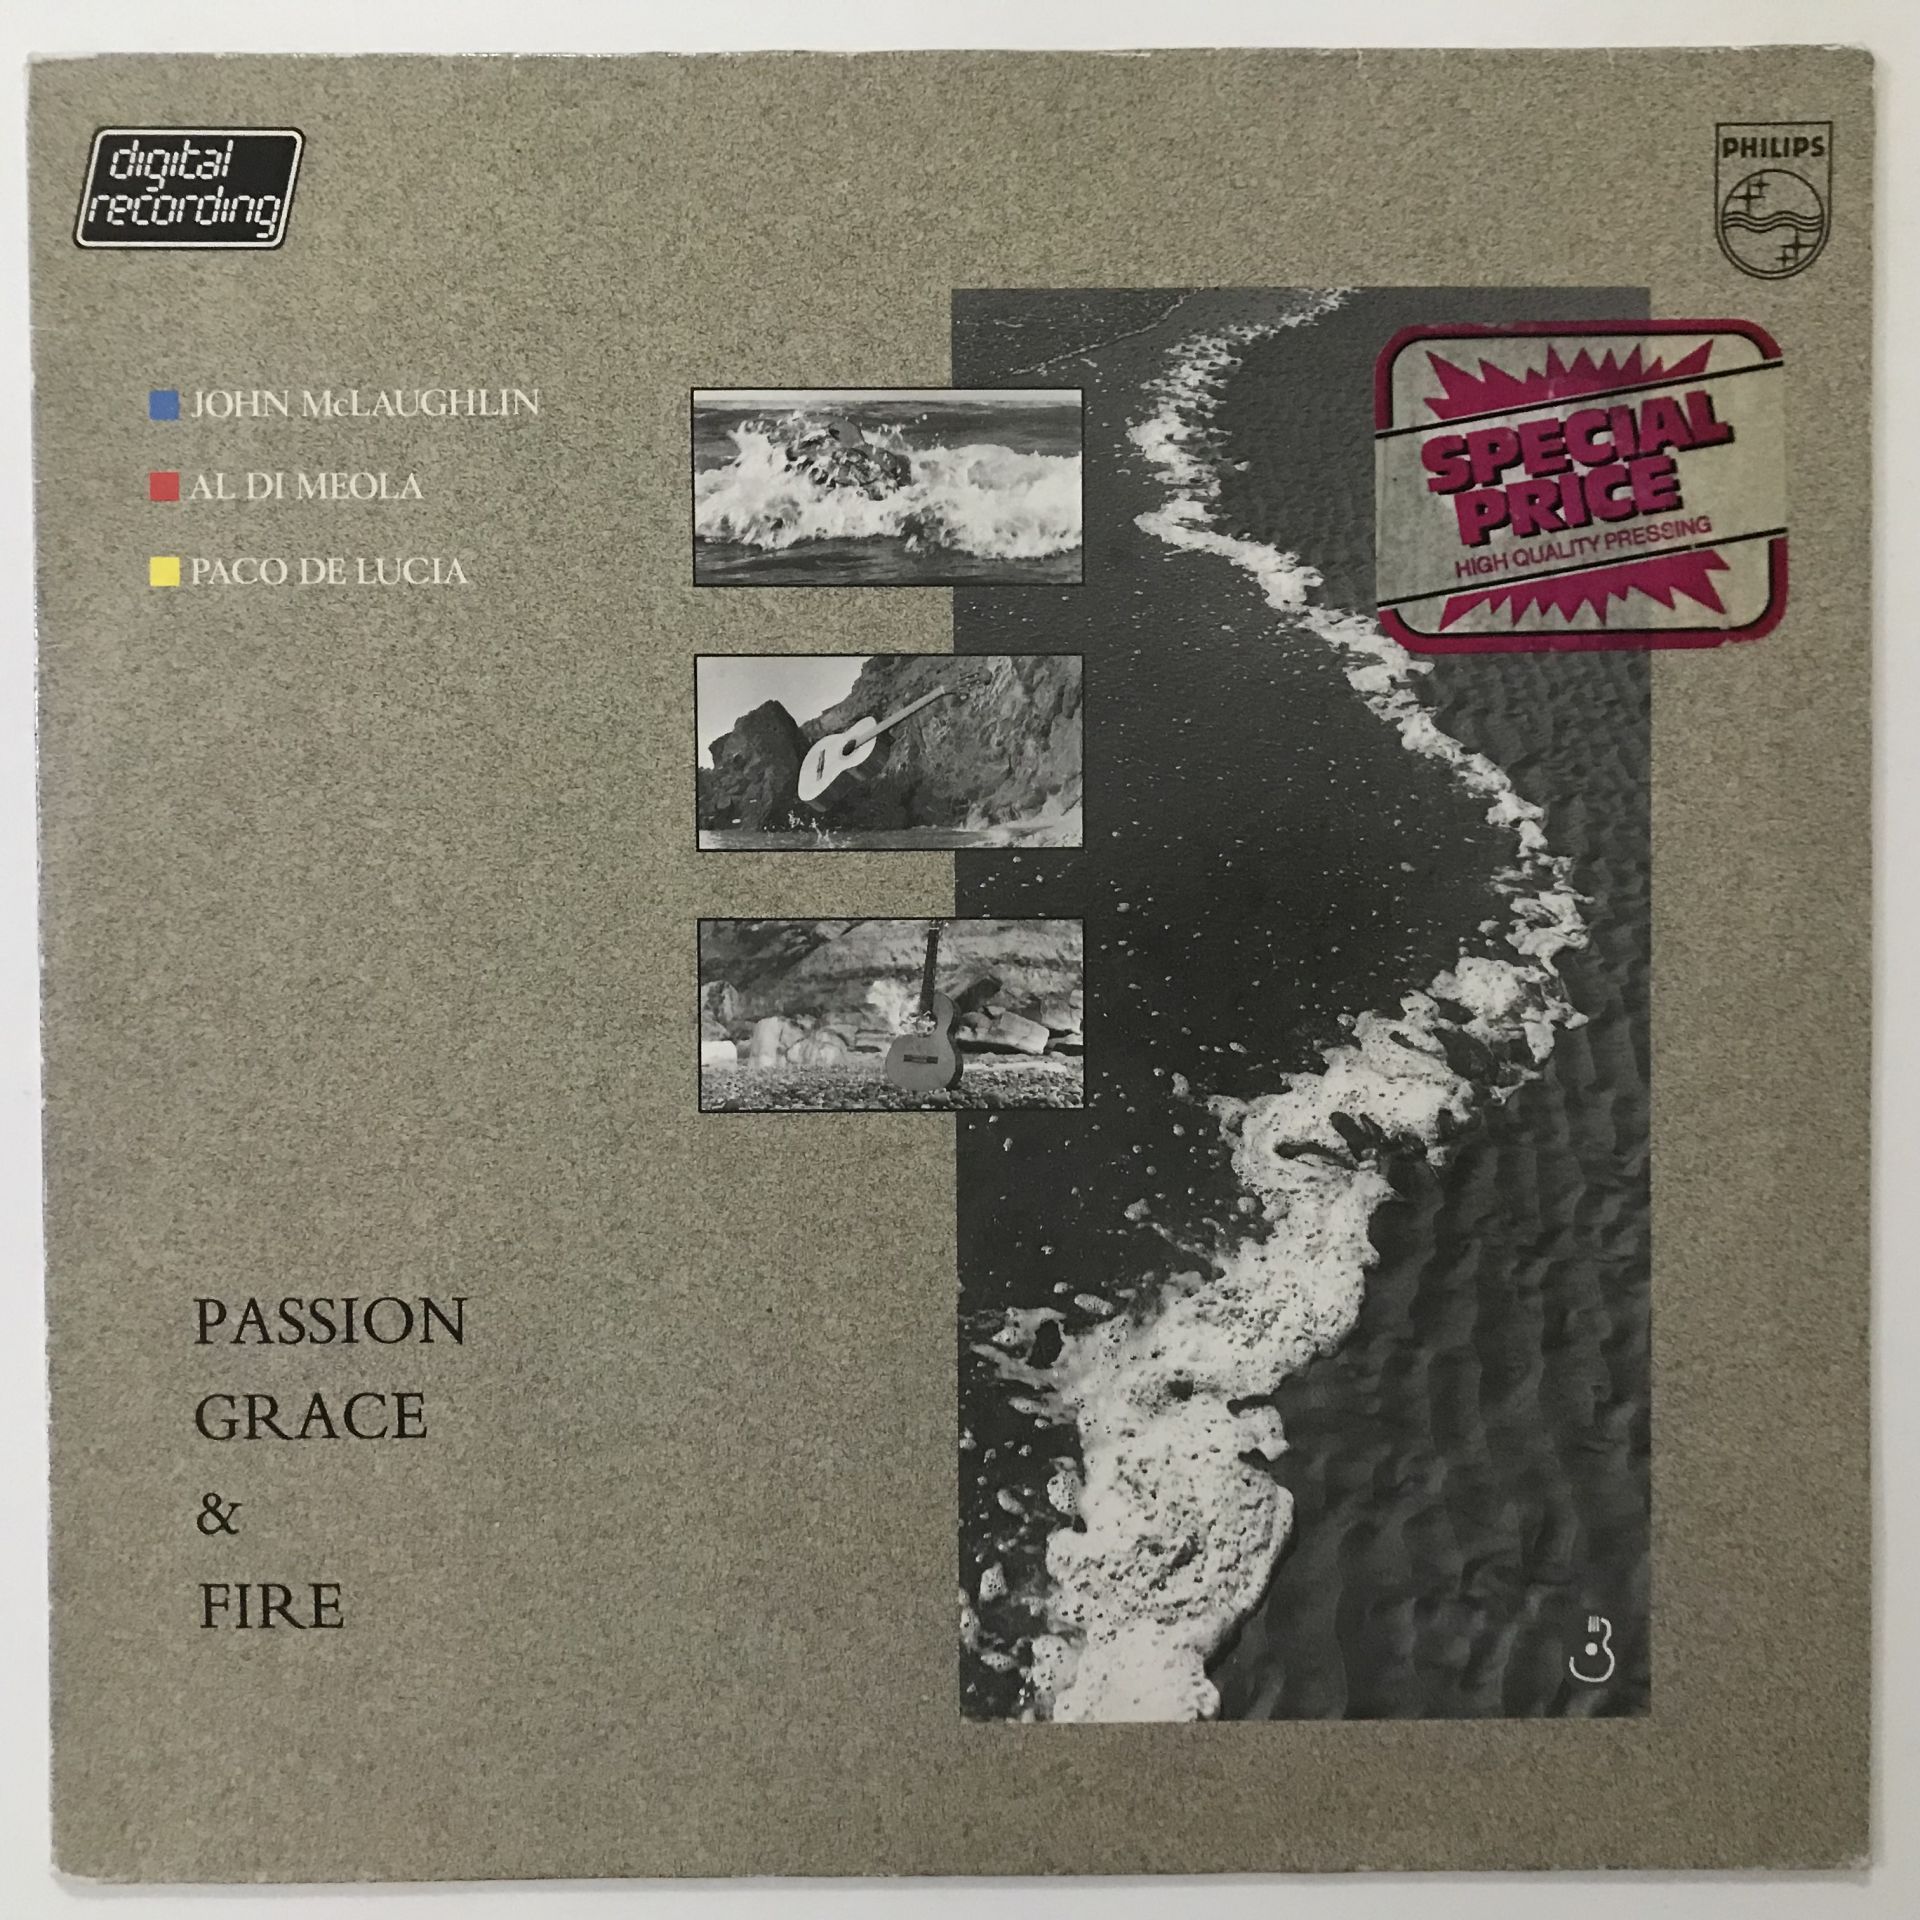 digital
recording
PHILIPS
JOHN McLAUGHLIN
AL DI MEOLA
PACO DE LUCIA
SPECIAL
PRICE
HIGH QUALITY PRESSING
PASSION
GRACE
&
FIRE